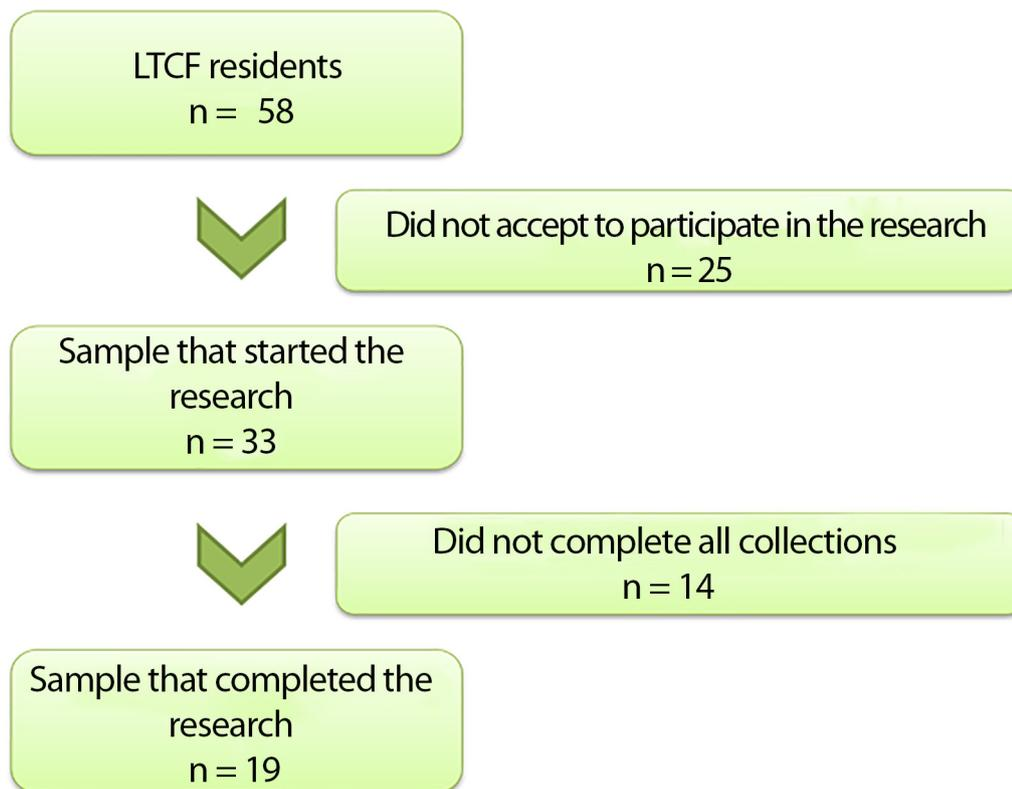 LTCF residents
n = 58
Did not accept to participate in the research
n = 25
Sample that started the
research
n = 33
Did not complete all collections
n = 14
Sample that completed the
research
n = 19